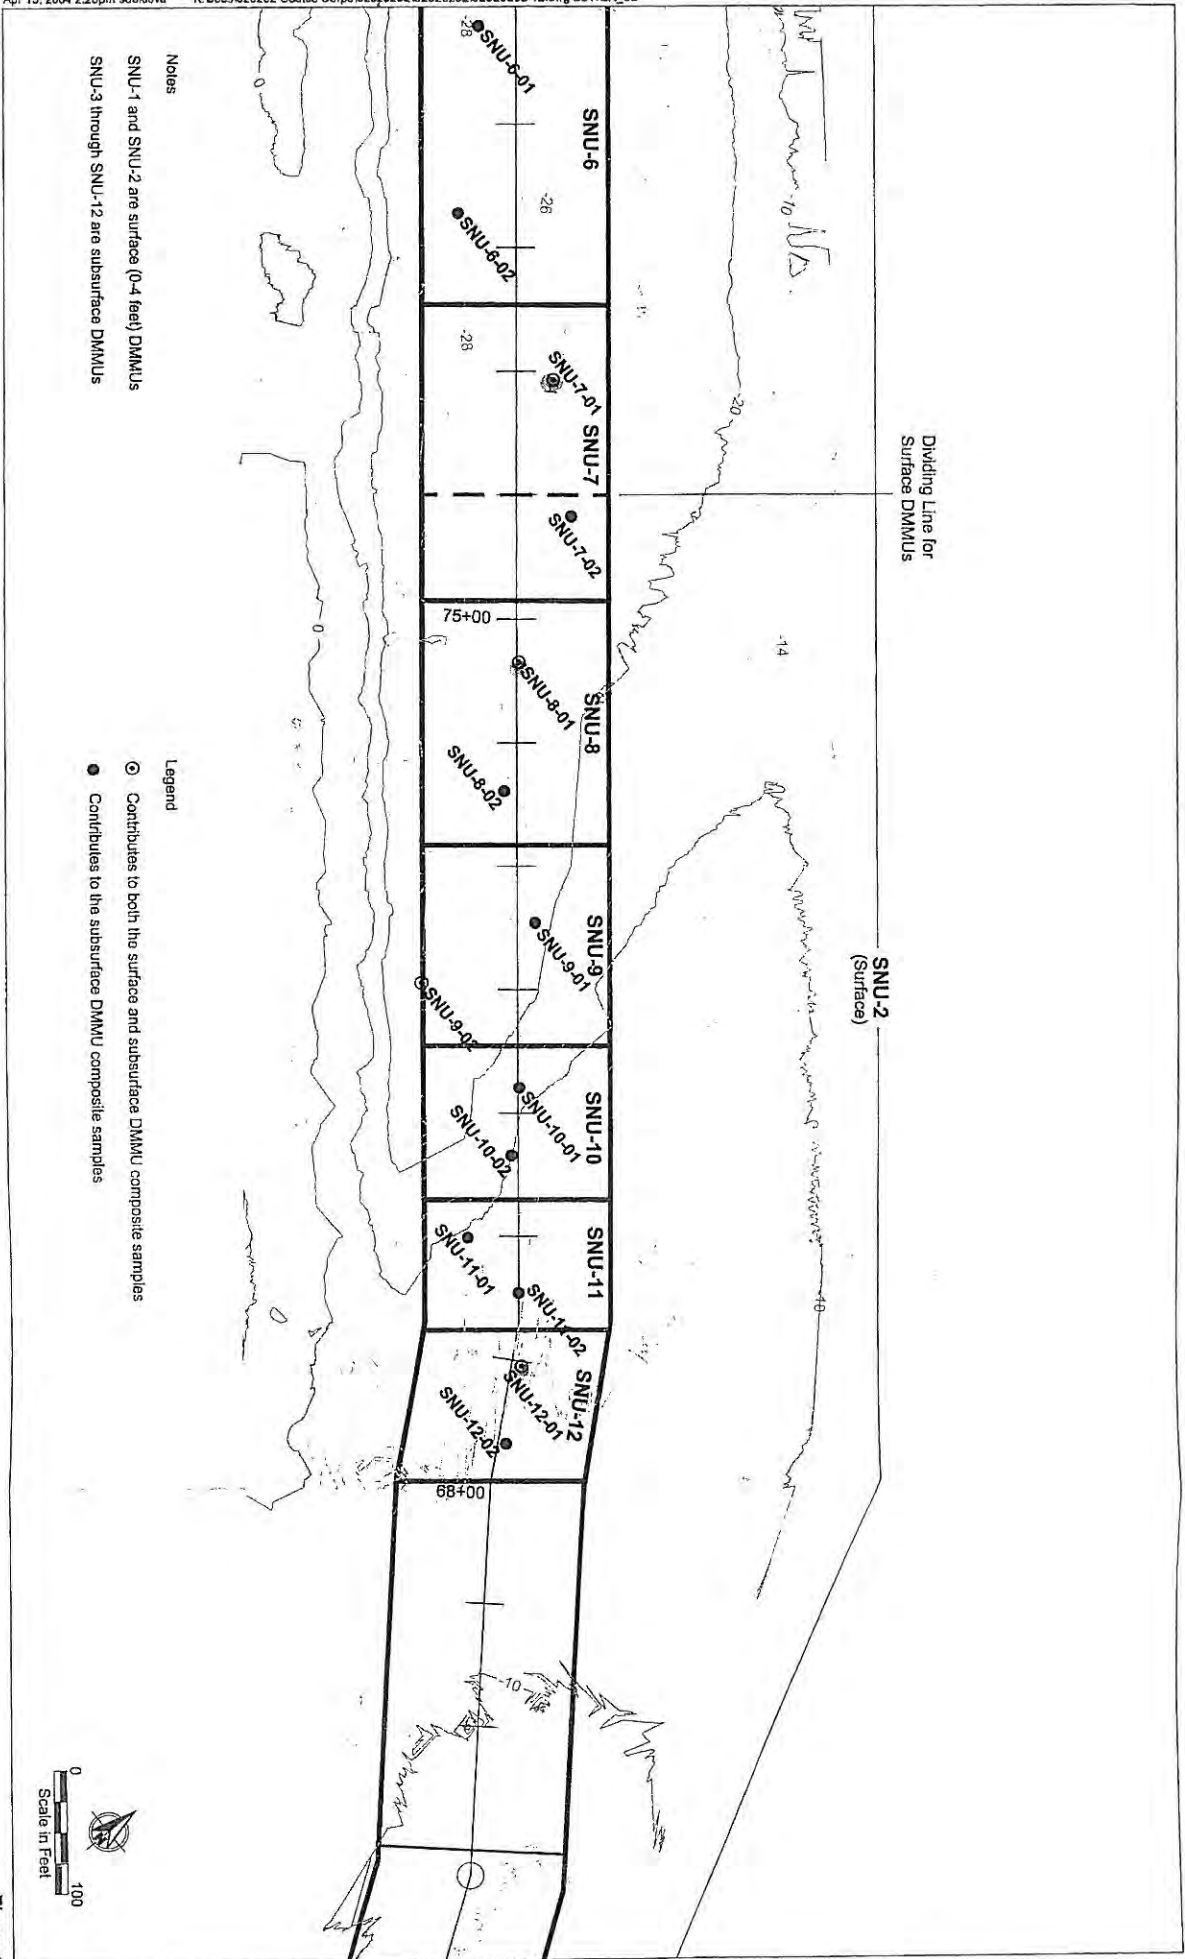 SNU-6-01
SNU-6
SNU-6-02
-28
-26
-28
SNU-7-01
SNU-7
SNU-7-02
75+00
SNU-8-01
SNU-8
SNU-8-02
SNU-9-01
SNU-9
SNU-9-02
SNU-10-01
SNU-10
SNU-10-02
SNU-11-01
SNU-11
SNU-11-02
SNU-12-01
SNU-12
SNU-12-02
68+00
-10
-20
-14
-10
-10
0
0
Dividing Line for
Surface DMMUs
SNU-2
(Surface)
Notes
SNU-1 and SNU-2 are surface (0-4 feet) DMMUs
SNU-3 through SNU-12 are subsurface DMMUs
Legend
Contributes to both the surface and subsurface DMMU composite samples
Contributes to the subsurface DMMU composite samples
N
0 100
Scale in Feet